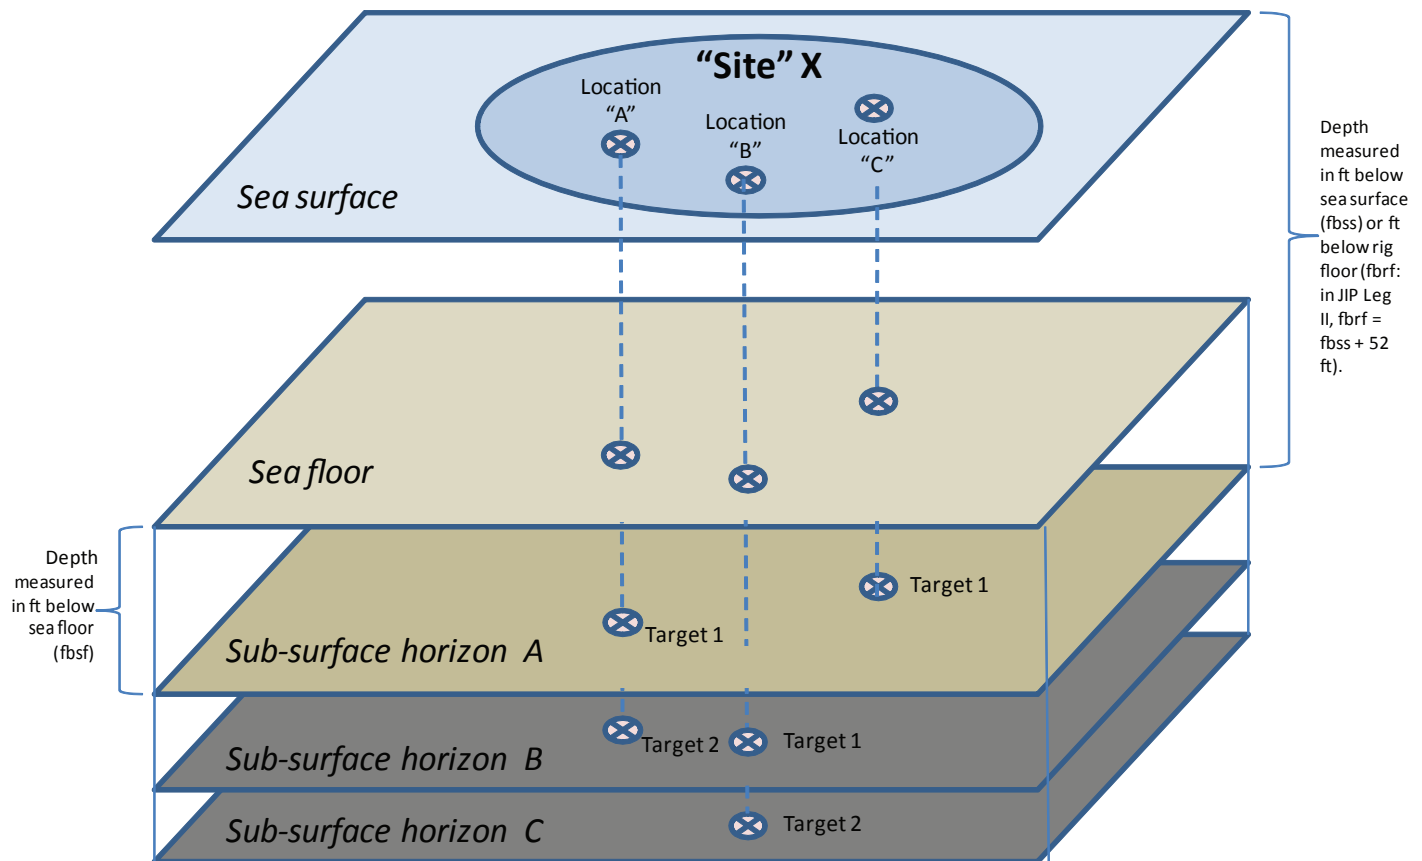 “Site” X
Location
“A”
Location
“B”
Location
“C”
Sea surface
Depth
measured
in ft below
sea surface
(fbss) or ft
below rig
floor (fbrf:
in JIP Leg
II, fbrf =
fbss + 52
ft).
Sea floor
Depth
measured
in ft below
sea floor
(fbsf)
Target 1
Target 1
Sub-surface horizon A
Target 2
Target 1
Sub-surface horizon B
Target 2
Sub-surface horizon C